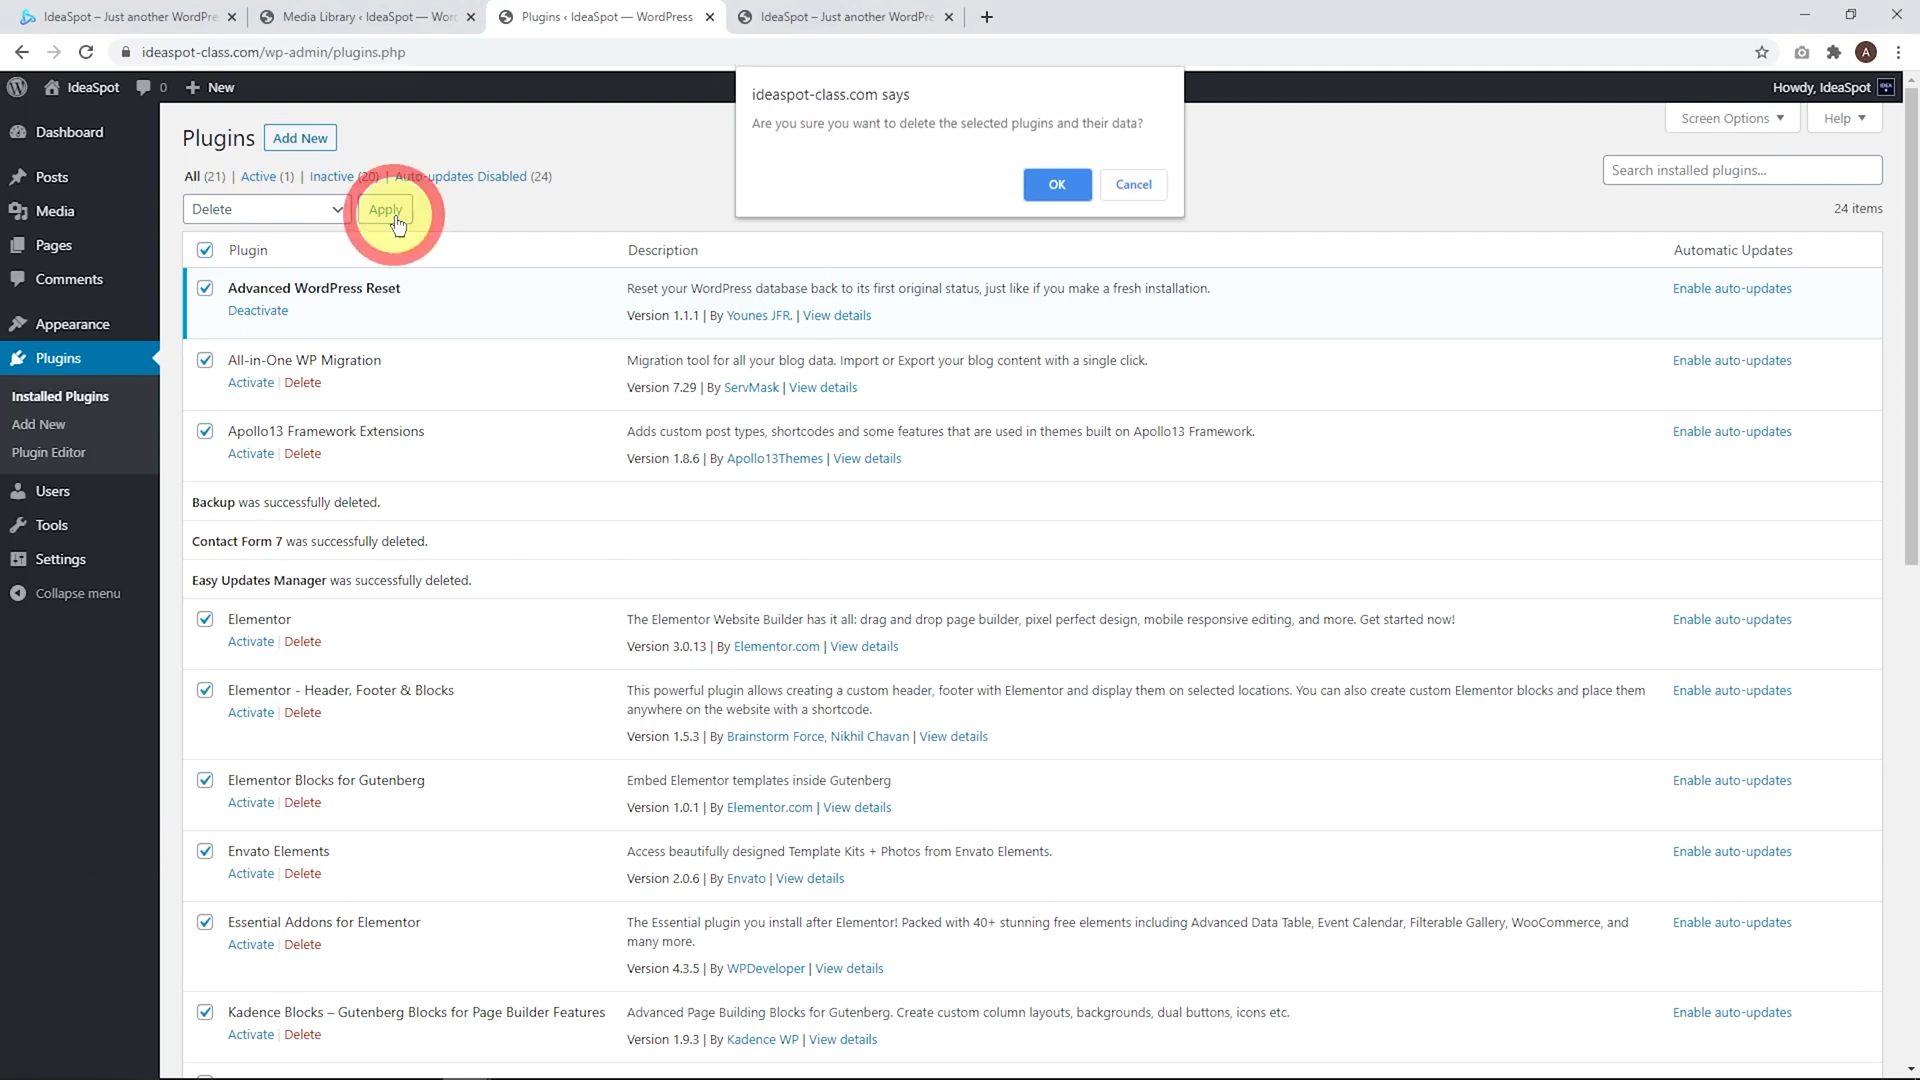 IdeaSpot – Just another WordPre
Media Library ‹ IdeaSpot — Wor
Plugins ‹ IdeaSpot — WordPress
IdeaSpot – Just another WordPre
ideaspot-class.com/wp-admin/plugins.php
A
IdeaSpot
0
New
Howdy, IdeaSpot
ideaspot-class.com says
Are you sure you want to delete the selected plugins and their data?
OK
Cancel
Dashboard
Posts
Media
Pages
Comments
Appearance
Plugins
Installed Plugins
Add New
Plugin Editor
Users
Tools
Settings
Collapse menu
Plugins
Add New
Screen Options
Help
All (21) | Active (1) | Inactive (20) | Auto-updates Disabled (24)
Delete
Apply
24 items
Search installed plugins...
Plugin
Description
Automatic Updates
Advanced WordPress Reset
Deactivate
Reset your WordPress database back to its first original status, just like if you make a fresh installation.
Version 1.1.1 | By Younes JFR. | View details
Enable auto-updates
All-in-One WP Migration
Activate | Delete
Migration tool for all your blog data. Import or Export your blog content with a single click.
Version 7.29 | By ServMask | View details
Enable auto-updates
Apollo13 Framework Extensions
Activate | Delete
Adds custom post types, shortcodes and some features that are used in themes built on Apollo13 Framework.
Version 1.8.6 | By Apollo13Themes | View details
Enable auto-updates
Backup was successfully deleted.
Contact Form 7 was successfully deleted.
Easy Updates Manager was successfully deleted.
Elementor
Activate | Delete
The Elementor Website Builder has it all: drag and drop page builder, pixel perfect design, mobile responsive editing, and more. Get started now!
Version 3.0.13 | By Elementor.com | View details
Enable auto-updates
Elementor - Header, Footer & Blocks
Activate | Delete
This powerful plugin allows creating a custom header, footer with Elementor and display them on selected locations. You can also create custom Elementor blocks and place them
anywhere on the website with a shortcode.
Version 1.5.3 | By Brainstorm Force, Nikhil Chavan | View details
Enable auto-updates
Elementor Blocks for Gutenberg
Activate | Delete
Embed Elementor templates inside Gutenberg
Version 1.0.1 | By Elementor.com | View details
Enable auto-updates
Envato Elements
Activate | Delete
Access beautifully designed Template Kits + Photos from Envato Elements.
Version 2.0.6 | By Envato | View details
Enable auto-updates
Essential Addons for Elementor
Activate | Delete
The Essential plugin you install after Elementor! Packed with 40+ stunning free elements including Advanced Data Table, Event Calendar, Filterable Gallery, WooCommerce, and
many more.
Version 4.3.5 | By WPDeveloper | View details
Enable auto-updates
Kadence Blocks – Gutenberg Blocks for Page Builder Features
Activate | Delete
Advanced Page Building Blocks for Gutenberg. Create custom column layouts, backgrounds, dual buttons, icons etc.
Version 1.9.3 | By Kadence WP | View details
Enable auto-updates